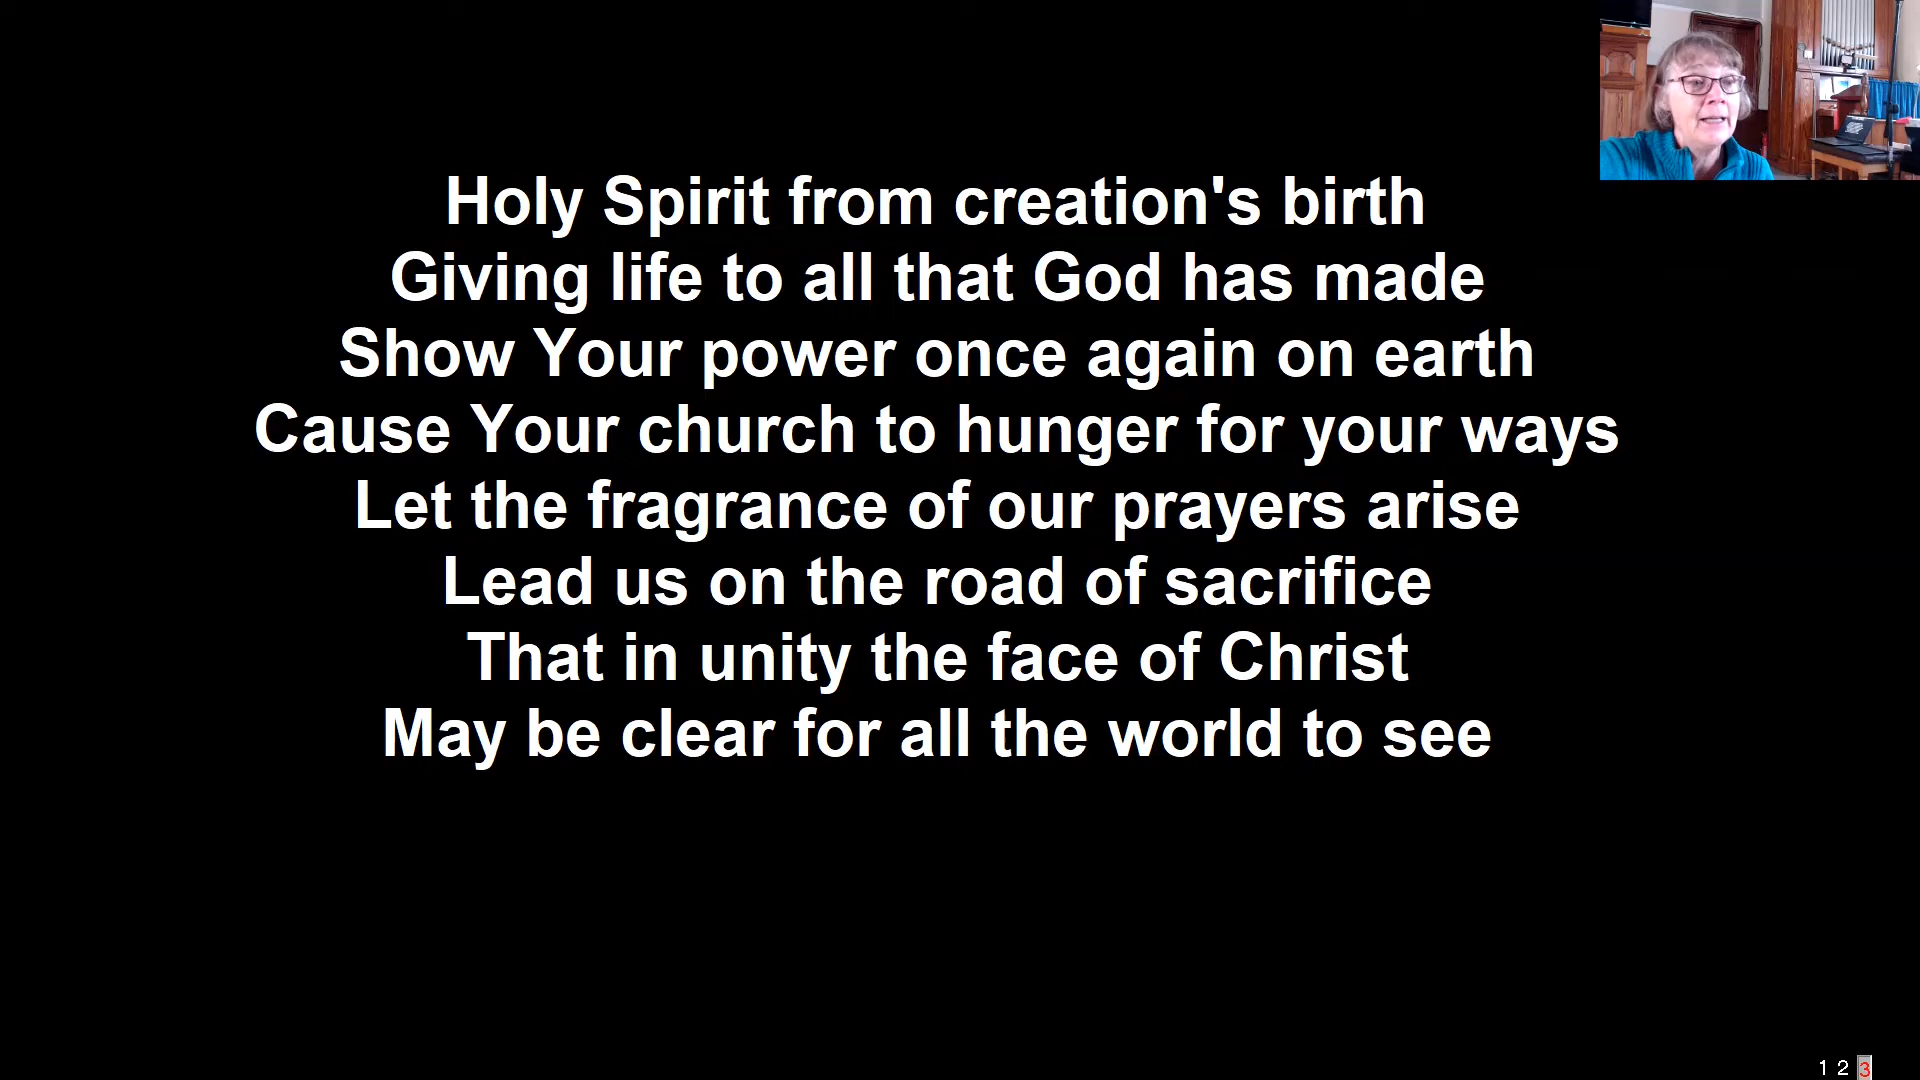 Holy Spirit from creation's birth
Giving life to all that God has made
Show Your power once again on earth
Cause Your church to hunger for your ways
Let the fragrance of our prayers arise
Lead us on the road of sacrifice
That in unity the face of Christ
May be clear for all the world to see
1 2 3